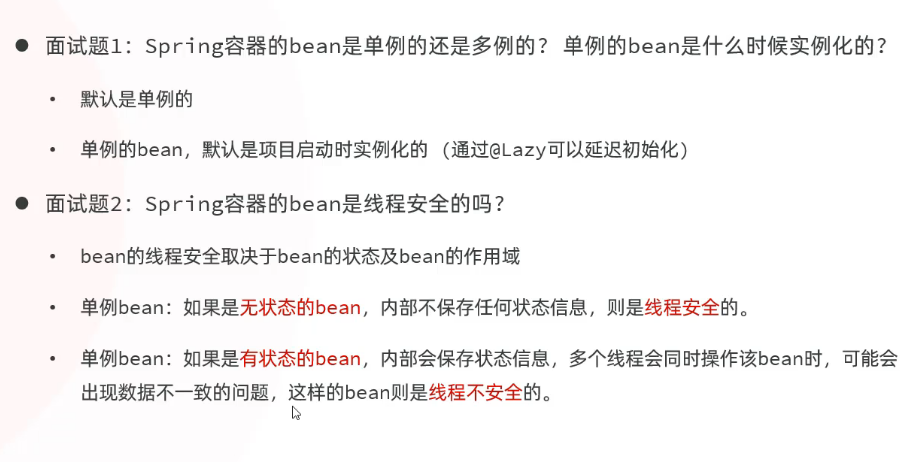 ● 面试题1：Spring容器的bean是单例的还是多例的？ 单例的bean是什么时候实例化的？
• 默认是单例的
• 单例的bean，默认是项目启动时实例化的 （通过@Lazy可以延迟初始化）
● 面试题2：Spring容器的bean是线程安全的吗？
• bean的线程安全取决于bean的状态及bean的作用域
• 单例bean：如果是无状态的bean，内部不保存任何状态信息，则是线程安全的。
• 单例bean：如果是有状态的bean，内部会保存状态信息，多个线程会同时操作该bean时，可能会
出现数据不一致的问题，这样的bean则是线程不安全的。